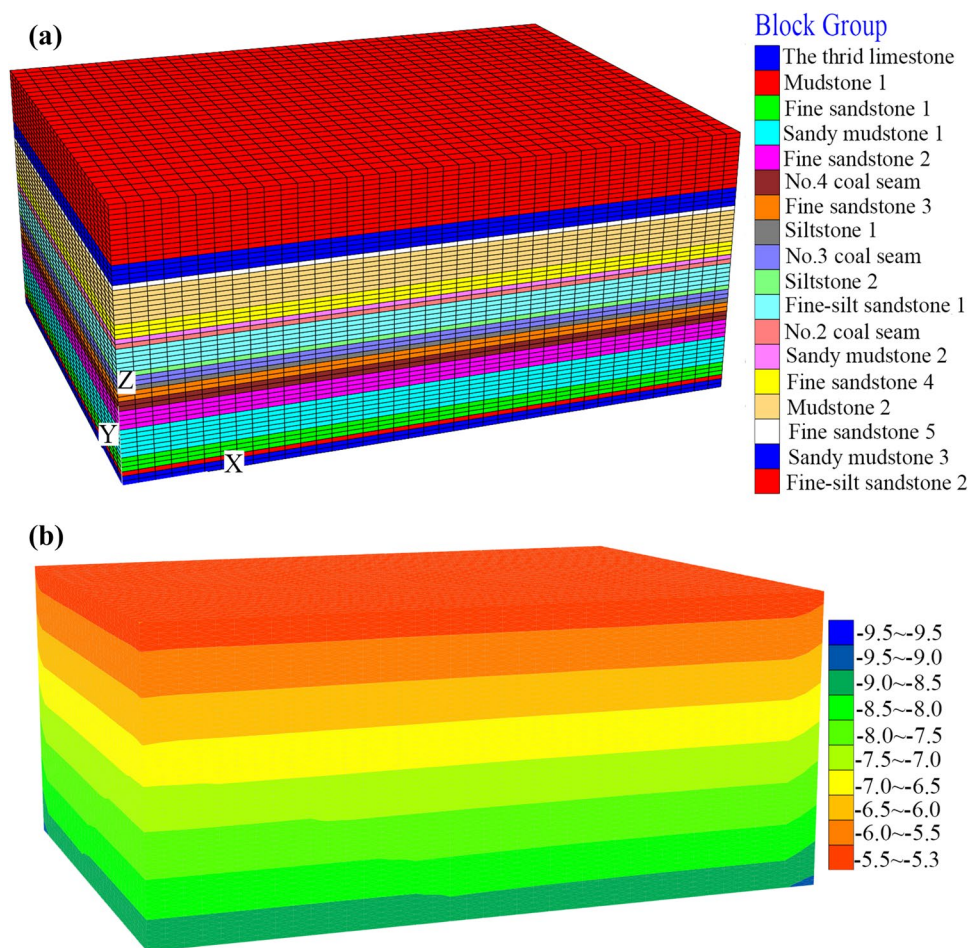 (a)
Block Group
The thrid limestone
Mudstone 1
Fine sandstone 1
Sandy mudstone 1
Fine sandstone 2
No.4 coal seam
Fine sandstone 3
Siltstone 1
No.3 coal seam
Siltstone 2
Fine-silt sandstone 1
No.2 coal seam
Sandy mudstone 2
Fine sandstone 4
Mudstone 2
Fine sandstone 5
Sandy mudstone 3
Fine-silt sandstone 2
Z
Y
X
(b)
-9.5~-9.5
-9.5~-9.0
-9.0~-8.5
-8.5~-8.0
-8.0~-7.5
-7.5~-7.0
-7.0~-6.5
-6.5~-6.0
-6.0~-5.5
-5.5~-5.3